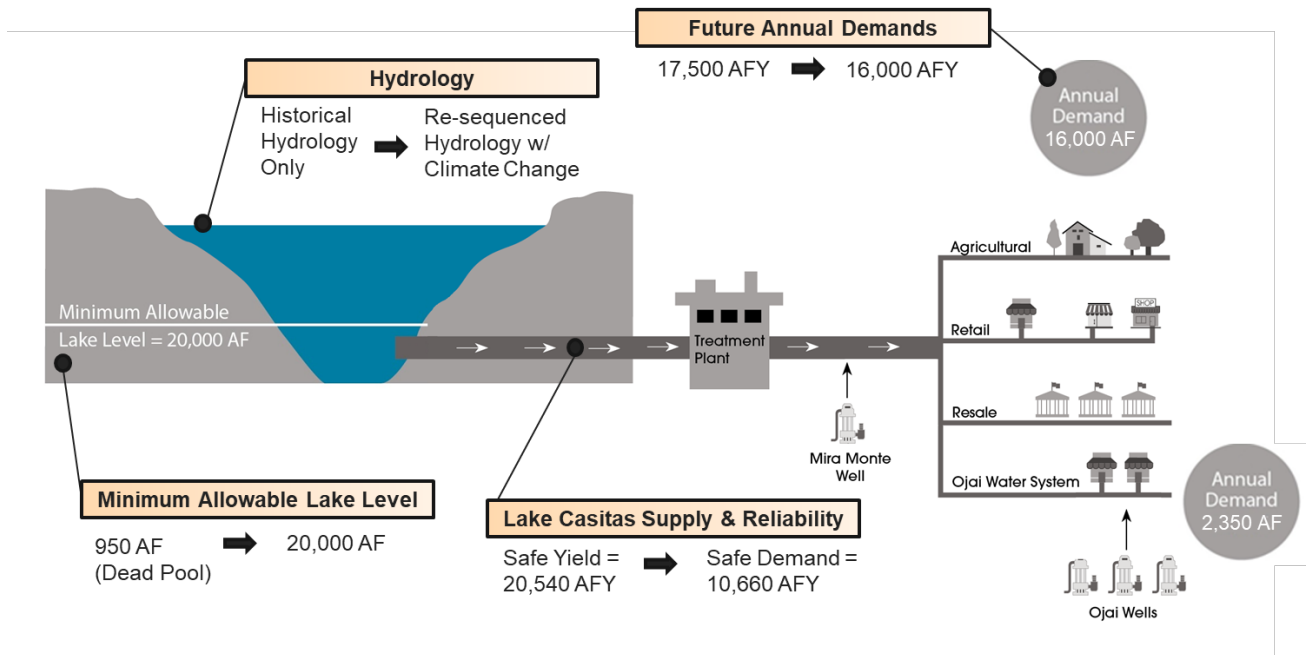 Future Annual Demands
17,500 AFY
16,000 AFY
Hydrology
Historical
Hydrology
Only
Re-sequenced
Hydrology w/
Climate Change
Annual
Demand
16,000 AF
Minimum Allowable
Lake Level = 20,000 AF
Treatment
Plant
Agricultural
Retail
SHOP
Resale
Ojai Water System
Mira Monte
Well
Annual
Demand
2,350 AF
Ojai Wells
Minimum Allowable Lake Level
950 AF
(Dead Pool)
20,000 AF
Lake Casitas Supply & Reliability
Safe Yield =
20,540 AFY
Safe Demand =
10,660 AFY